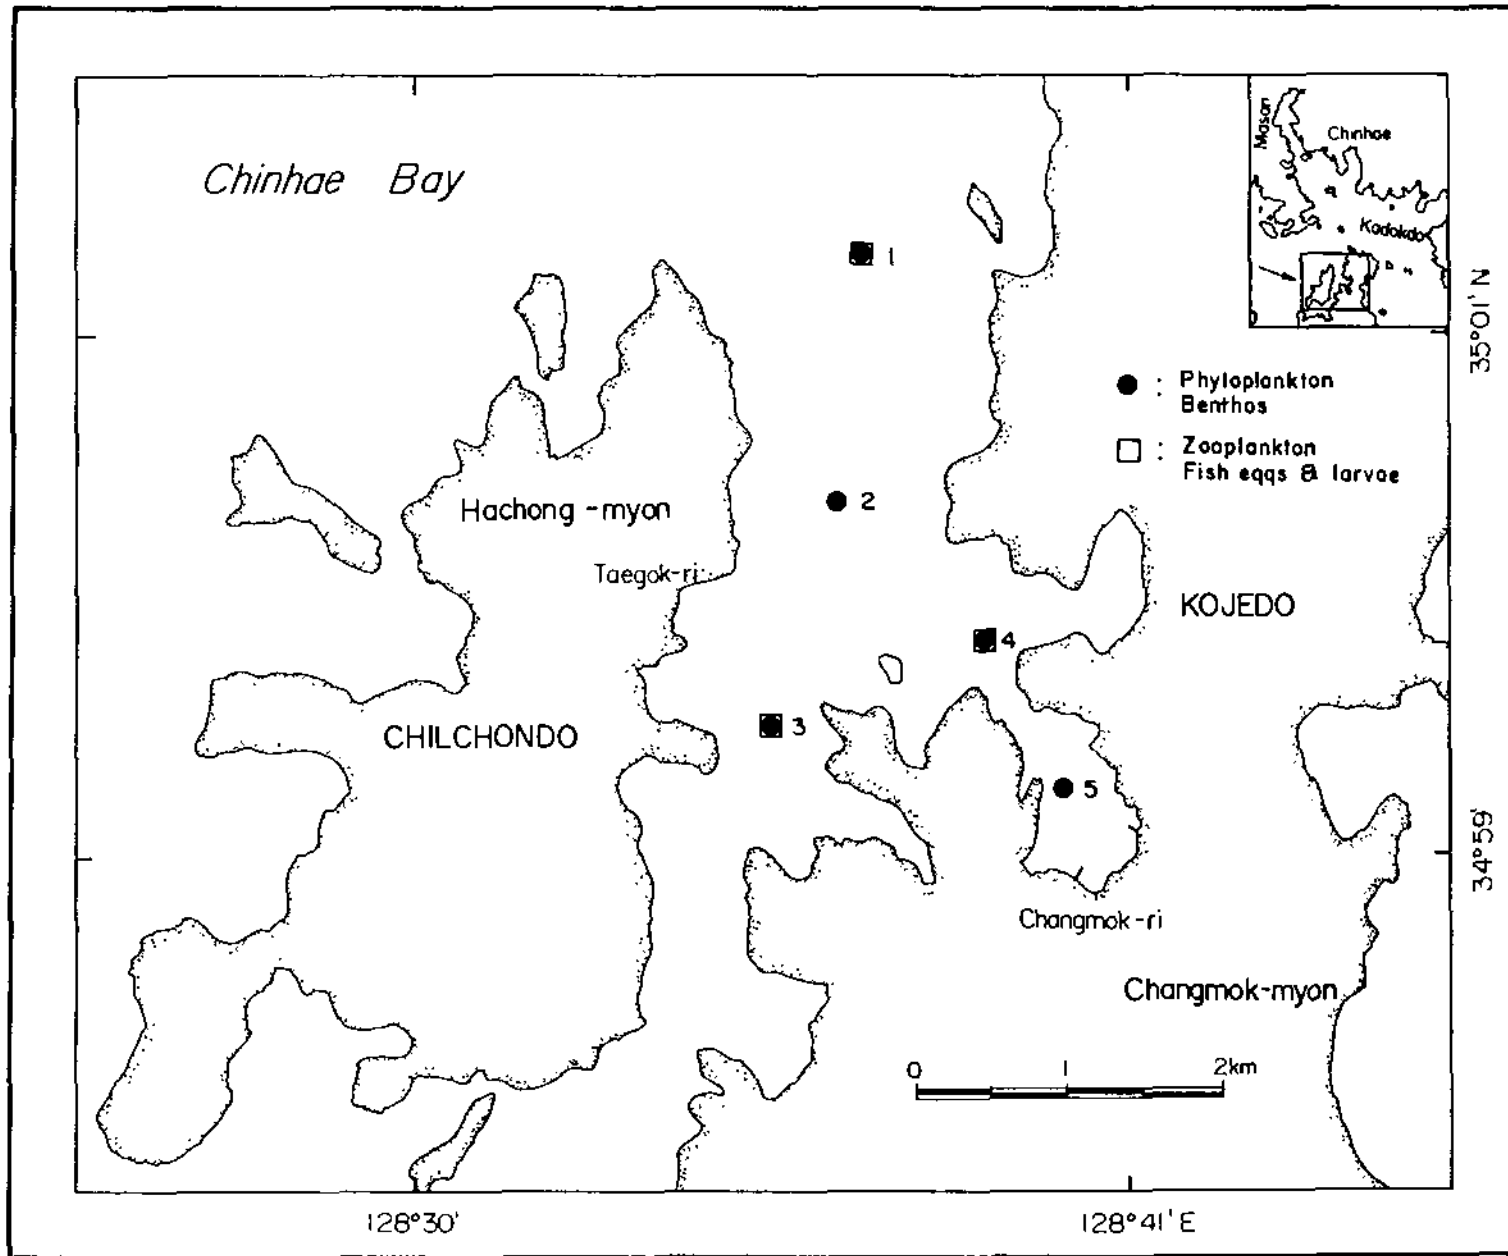 Chinhae Bay
Masan
Chinhae
Kadokdo
1
35°01' N
● : Phytoplankton
Benthos
□ : Zooplankton
Fish eggs & larvae
2
Hachong-myon
Taegok-ri
KOJEDO
4
3
CHILCHONDO
5
34°59'
Changmok-ri
Changmok-myon
0 1 2km
128°30' 128°41' E